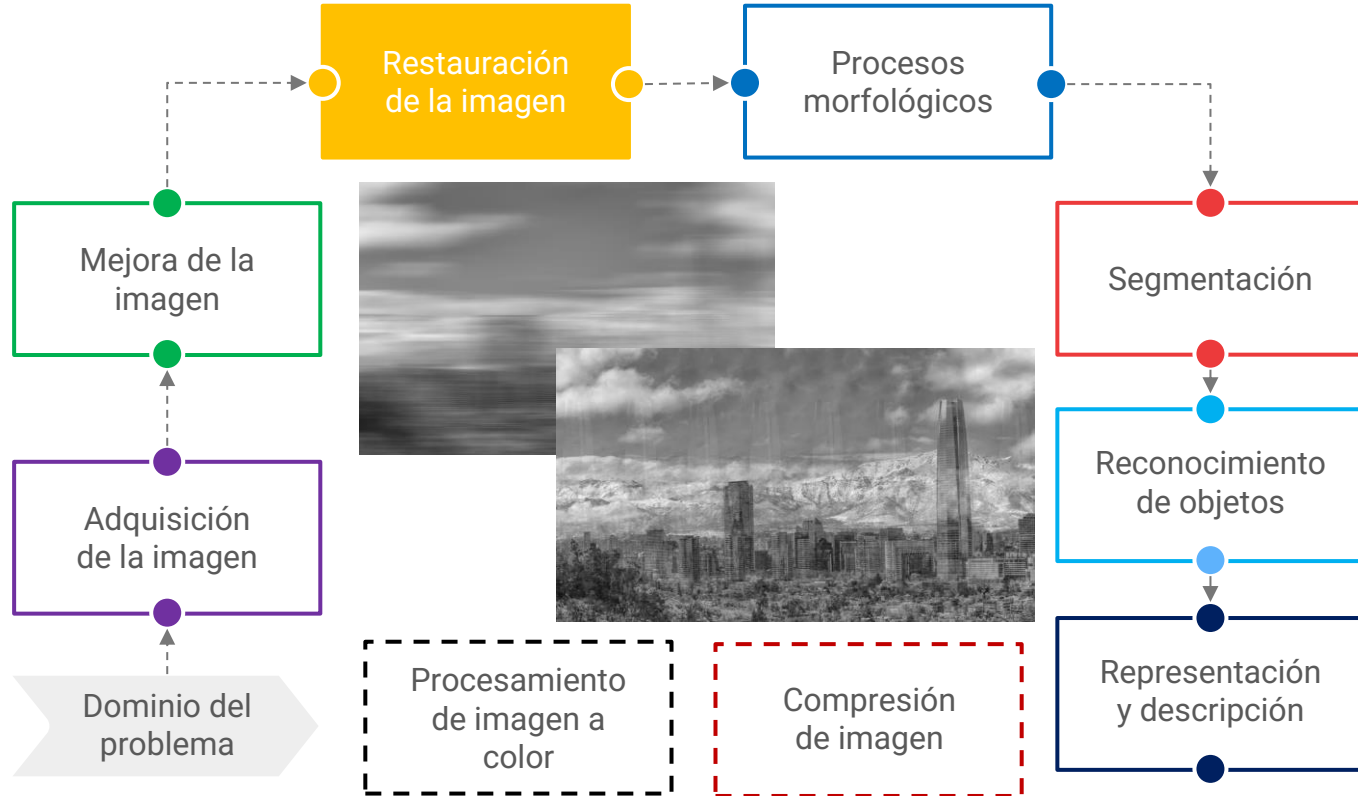 Restauración
de la imagen
Procesos
morfológicos
Mejora de la
imagen
Segmentación
Adquisición
de la imagen
Reconocimiento
de objetos
Dominio del
problema
Procesamiento
de imagen a
color
Compresión
de imagen
Representación
y descripción